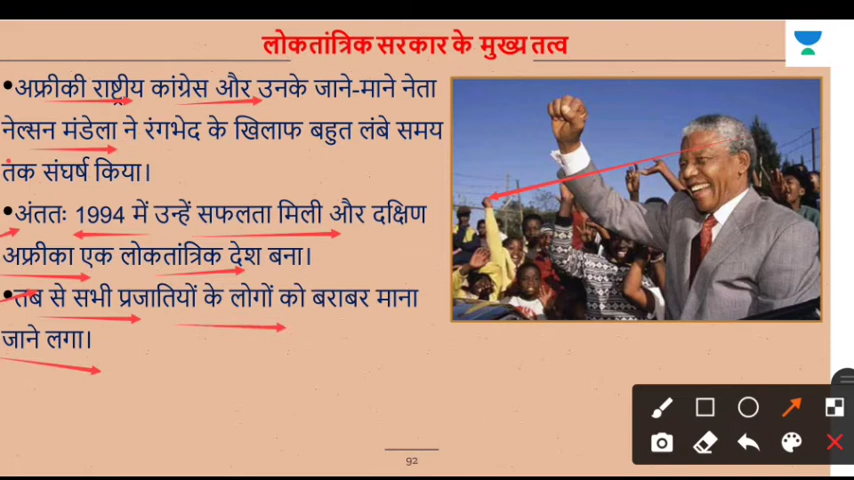 लोकतांत्रिक सरकार के मुख्य तत्व
•अफ्रीकी राष्ट्रीय कांग्रेस और उनके जाने-माने नेता
नेल्सन मंडेला ने रंगभेद के खिलाफ बहुत लंबे समय
तक संघर्ष किया।
•अंततः 1994 में उन्हें सफलता मिली और दक्षिण
अफ्रीका एक लोकतांत्रिक देश बना।
•तब से सभी प्रजातियों के लोगों को बराबर माना
जाने लगा।
92